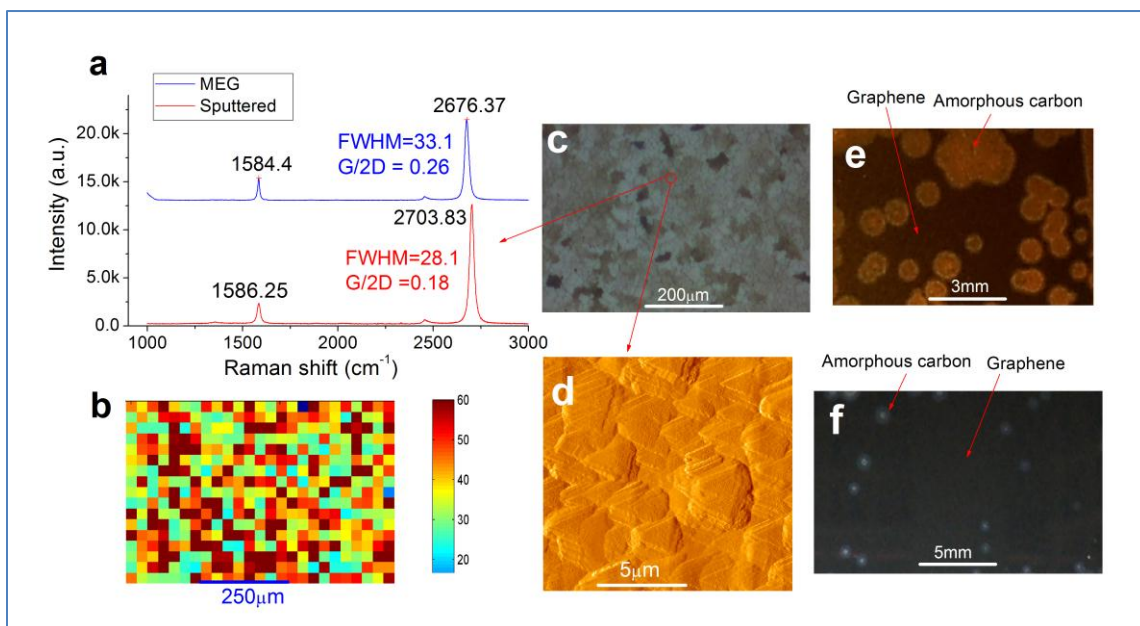 a
MEG
Sputtered
2676.37
20.0k
FWHM=33.1
G/2D = 0.26
1584.4
15.0k
2703.83
10.0k
FWHM=28.1
G/2D=0.18
5.0k
1586.25
0.0
1000 1500 2000 2500 3000
Intensity (a.u.)
Raman shift (cm⁻¹)
b
60
50
40
30
20
250μm
c
200μm
d
5μm
Graphene
Amorphous carbon
e
3mm
Amorphous carbon
Graphene
f
5mm